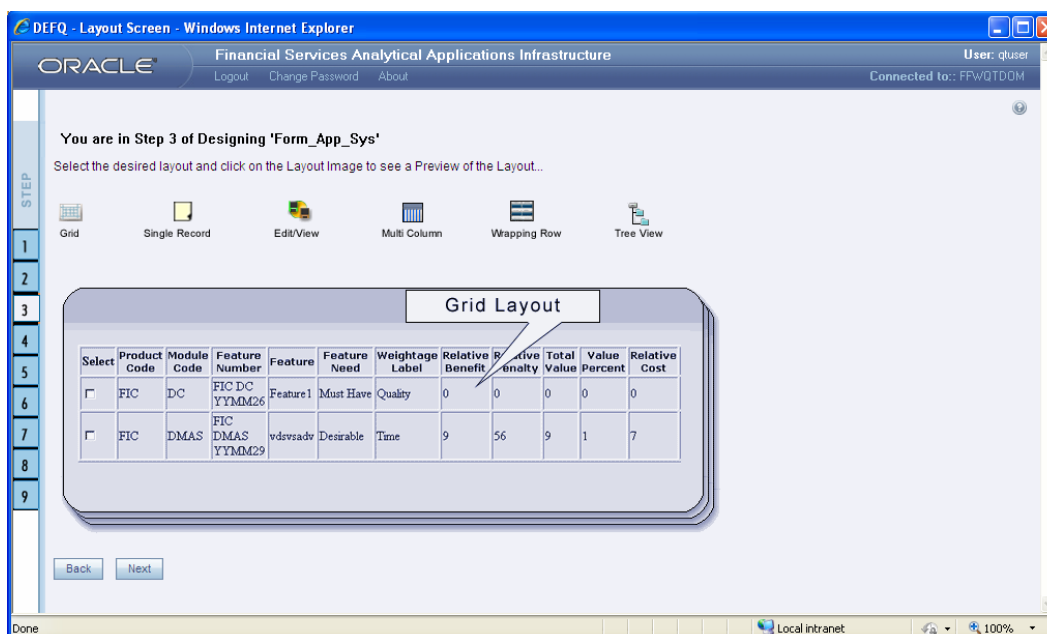 DEFQ - Layout Screen - Windows Internet Explorer
ORACLE
Financial Services Analytical Applications Infrastructure
User: qtuser
Logout Change Password About
Connected to:: FFWQTDOM
You are in Step 3 of Designing 'Form_App_Sys'
Select the desired layout and click on the Layout Image to see a Preview of the Layout...
STEP
1
2
3
4
5
6
7
8
9
Grid Single Record Edit/View Multi Column Wrapping Row Tree View
Grid Layout
Select Product Code Module Code Feature Number Feature Feature Need Weightage Label Relative Benefit Total Value Value Percent Relative Cost
FIC DC FIC DC YYMM26 Feature1 Must Have Quality 0 0 0 0 0
FIC DMAS FIC DMAS YYMM29 vdsvsadv Desirable Time 9 56 9 1 7
Back Next
Done Local intranet 100%